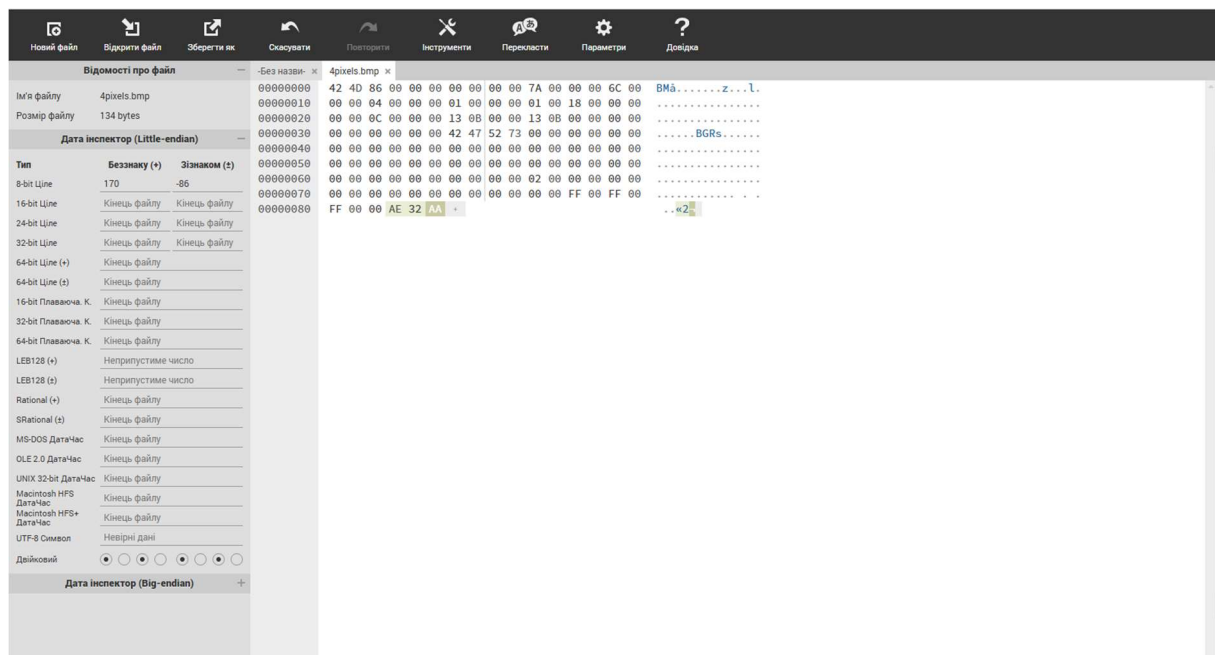 Новий файл Відкрити файл Зберегти як Скасувати Повторити Інструменти Перекласти Параметри Довідка
Відомості про файл
Ім'я файлу 4pixels.bmp
Розмір файлу 134 bytes
Дата інспектор (Little-endian)
Тип Беззнаку (+) Зізнаком (±)
8-bit Ціле 170 -86
16-bit Ціле Кінець файлу Кінець файлу
24-bit Ціле Кінець файлу Кінець файлу
32-bit Ціле Кінець файлу Кінець файлу
64-bit Ціле (+) Кінець файлу
64-bit Ціле (±) Кінець файлу
16-bit Плаваюча. К. Кінець файлу
32-bit Плаваюча. К. Кінець файлу
64-bit Плаваюча. К. Кінець файлу
LEB128 (+) Неприпустиме число
LEB128 (±) Неприпустиме число
Rational (+) Кінець файлу
SRational (±) Кінець файлу
MS-DOS ДатаЧас Кінець файлу
OLE 2.0 ДатаЧас Кінець файлу
UNIX 32-bit ДатаЧас Кінець файлу
Macintosh HFS ДатаЧас Кінець файлу
Macintosh HFS+ ДатаЧас Кінець файлу
UTF-8 Символ Невірні дані
Двійковий
Дата інспектор (Big-endian)
-Без назви- × 4pixels.bmp ×
00000000 42 4D 86 00 00 00 00 00 00 00 7A 00 00 00 6C 00 BMå.......z...l.
00000010 00 00 04 00 00 00 01 00 00 00 01 00 18 00 00 00 ................
00000020 00 00 0C 00 00 00 13 0B 00 00 13 0B 00 00 00 00 ................
00000030 00 00 00 00 00 00 42 47 52 73 00 00 00 00 00 00 ......BGRs......
00000040 00 00 00 00 00 00 00 00 00 00 00 00 00 00 00 00 ................
00000050 00 00 00 00 00 00 00 00 00 00 00 00 00 00 00 00 ................
00000060 00 00 00 00 00 00 00 00 00 00 02 00 00 00 00 00 ................
00000070 00 00 00 00 00 00 00 00 00 00 00 00 FF 00 FF 00 ............ . .
00000080 FF 00 00 AE 32 AA + ..«2